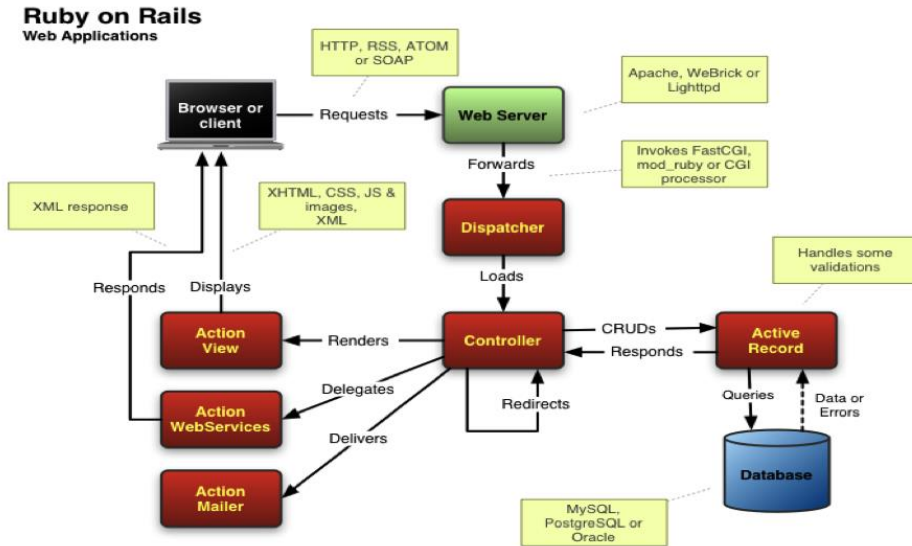 Ruby on Rails
Web Applications
HTTP, RSS, ATOM
or SOAP
Apache, WeBrick or
Lighttpd
Browser or
client
Requests
Web Server
Forwards
Invokes FastCGI,
mod_ruby or CGI
processor
XML response
XHTML, CSS, JS &
images,
XML
Dispatcher
Handles some
validations
Responds
Displays
Loads
Action
View
Renders
Controller
CRUDs
Responds
Active
Record
Delegates
Redirects
Queries
Data or
Errors
Action
WebServices
Delivers
Action
Mailer
Database
MySQL,
PostgreSQL or
Oracle